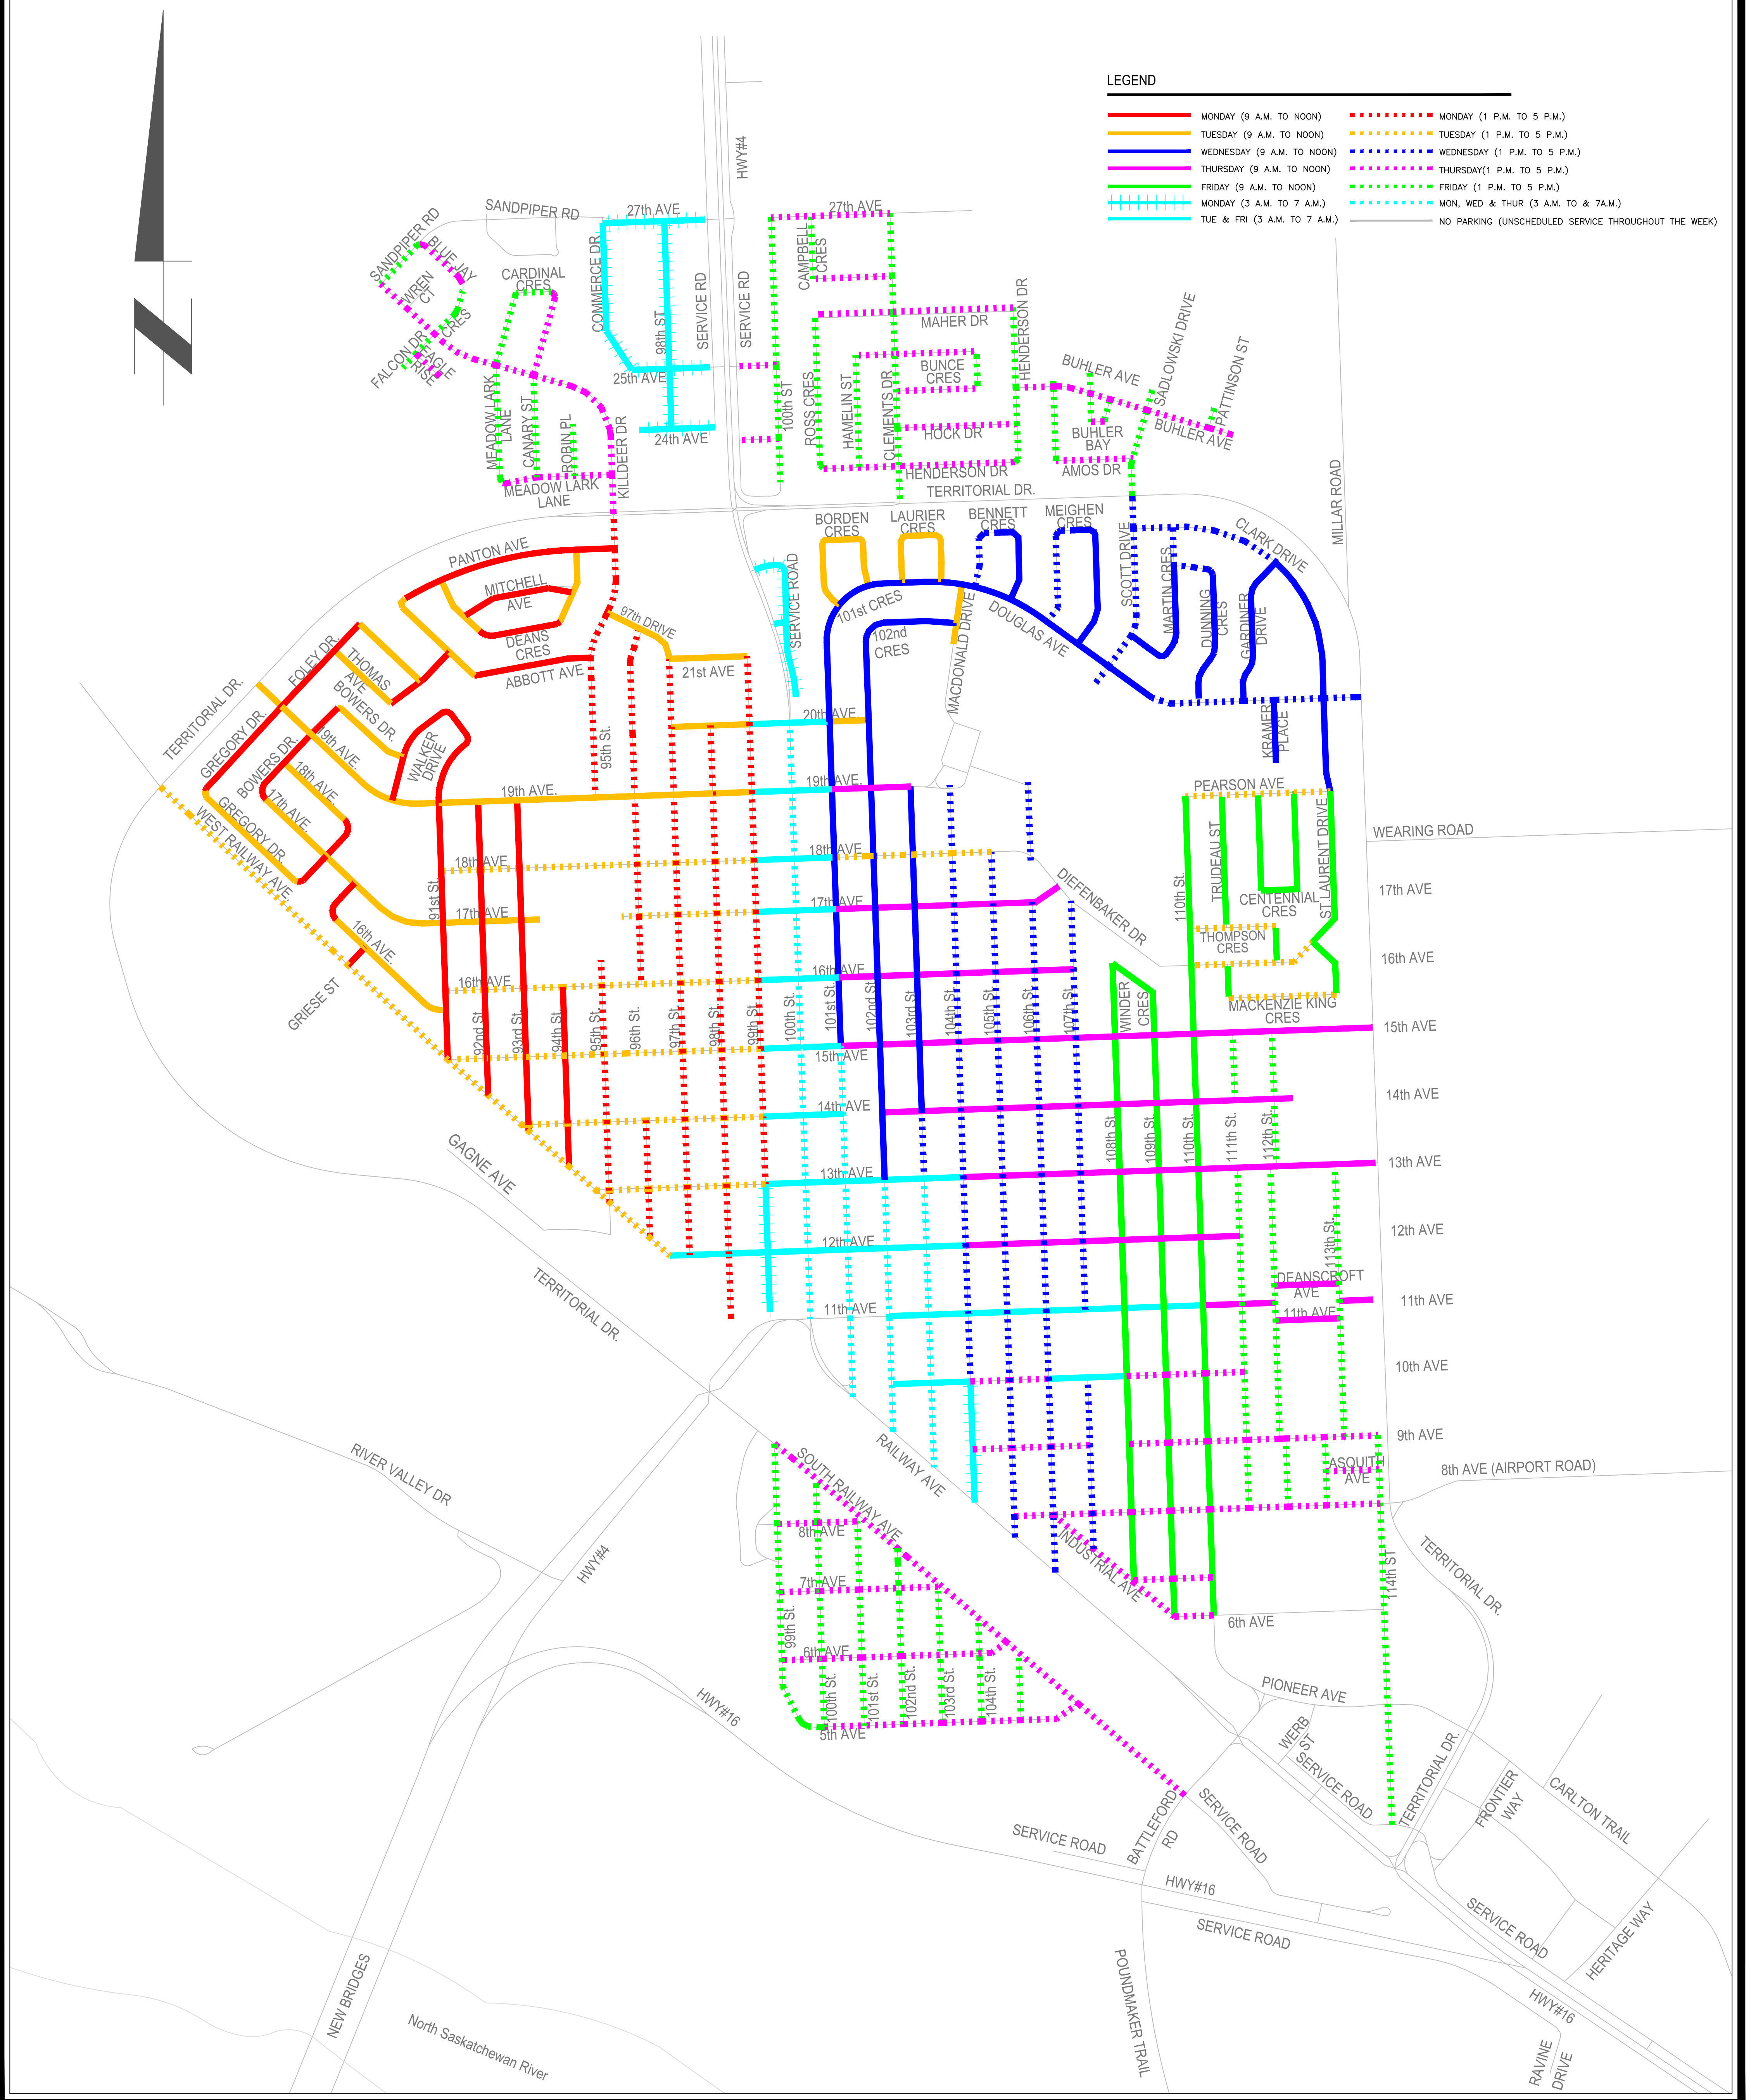 LEGEND
MONDAY (9 A.M. TO NOON)
MONDAY (1 P.M. TO 5 P.M.)
TUESDAY (9 A.M. TO NOON)
TUESDAY (1 P.M. TO 5 P.M.)
WEDNESDAY (9 A.M. TO NOON)
WEDNESDAY (1 P.M. TO 5 P.M.)
THURSDAY (9 A.M. TO NOON)
THURSDAY(1 P.M. TO 5 P.M.)
FRIDAY (9 A.M. TO NOON)
FRIDAY (1 P.M. TO 5 P.M.)
MONDAY (3 A.M. TO 7 A.M.)
MON, WED & THUR (3 A.M. TO & 7A.M.)
TUE & FRI (3 A.M. TO 7 A.M.)
NO PARKING (UNSCHEDULED SERVICE THROUGHOUT THE WEEK)
HWY#4
SANDPIPER RD
SANDPIPER RD
27th AVE
27th AVE
BLUE JAY
CRES
WREN
CT
CARDINAL
CRES
COMMERCE DR
98th ST
SERVICE RD
SERVICE RD
CAMPBELL
CRES
FALCON DR
EAGLE
RISE
25th AVE
24th AVE
MEADOW LARK
LANE
CANARY ST
ROBIN PL
KILLDEER DR
MEADOW LARK
LANE
100th ST
ROSS CRES
HAMELIN ST
CLEMENTS DR
MAHER DR
BUNCE
CRES
HOCK DR
HENDERSON DR
HENDERSON DR
BUHLER AVE
BUHLER AVE
BUHLER
BAY
AMOS DR
SADLOWSKI DRIVE
PATTINSON ST
MILLAR ROAD
TERRITORIAL DR.
BORDEN
CRES
LAURIER
CRES
BENNETT
CRES
MEIGHEN
CRES
CLARK DRIVE
SCOTT DRIVE
MARTIN CRES
DUNNING
CRES
GARDINER
DRIVE
KRAMER
PLACE
DOUGLAS AVE
MACDONALD DRIVE
101st CRES
102nd
CRES
SERVICE ROAD
PANTON AVE
MITCHELL
AVE
DEANS
CRES
ABBOTT AVE
97th DRIVE
21st AVE
20th AVE
FOLEY DR.
THOMAS
AVE
BOWERS DR.
BOWERS DR.
TERRITORIAL DR.
GREGORY DR.
GREGORY DR.
19th AVE.
18th AVE.
17th AVE.
16th AVE.
WALKER
DRIVE
WEST RAILWAY AVE.
GRIESE ST
95th St.
19th AVE.
19th AVE.
18th AVE
18th AVE
17th AVE
17th AVE
16th AVE
16th AVE
91st St.
92nd St.
93rd St.
94th St.
95th St.
96th St.
97th St.
98th St.
99th St.
100th St.
101st St.
102nd St.
103rd St.
104th St.
105th St.
106th St.
107th St.
108th St.
109th St.
110th St.
110th St.
111th St.
112th St.
113th St.
15th AVE
14th AVE
13th AVE
12th AVE
11th AVE
DIEFENBAKER DR
PEARSON AVE
TRUDEAU ST
CENTENNIAL
CRES
ST.LAURENT DRIVE
THOMPSON
CRES
MACKENZIE KING
CRES
WINDER
CRES
WEARING ROAD
17th AVE
16th AVE
15th AVE
14th AVE
13th AVE
12th AVE
11th AVE
10th AVE
9th AVE
8th AVE (AIRPORT ROAD)
DEANSCROFT
AVE
11th AVE
ASQUITH
AVE
114th ST
TERRITORIAL DR.
GAGNE AVE
TERRITORIAL DR.
RIVER VALLEY DR
HWY#4
SOUTH RAILWAY AVE
RAILWAY AVE
INDUSTRIAL AVE
8th AVE
7th AVE
6th AVE
5th AVE
6th AVE
99th St.
100th St.
101st St.
102nd St.
103rd St.
104th St.
HWY#16
PIONEER AVE
WERB
ST
SERVICE ROAD
TERRITORIAL DR.
FRONTIER
WAY
CARLTON TRAIL
BATTLEFORD
RD
SERVICE ROAD
SERVICE ROAD
HWY#16
SERVICE ROAD
SERVICE ROAD
HERITAGE WAY
HWY#16
RAVINE
DRIVE
POUNDMAKER TRAIL
NEW BRIDGES
North Saskatchewan River